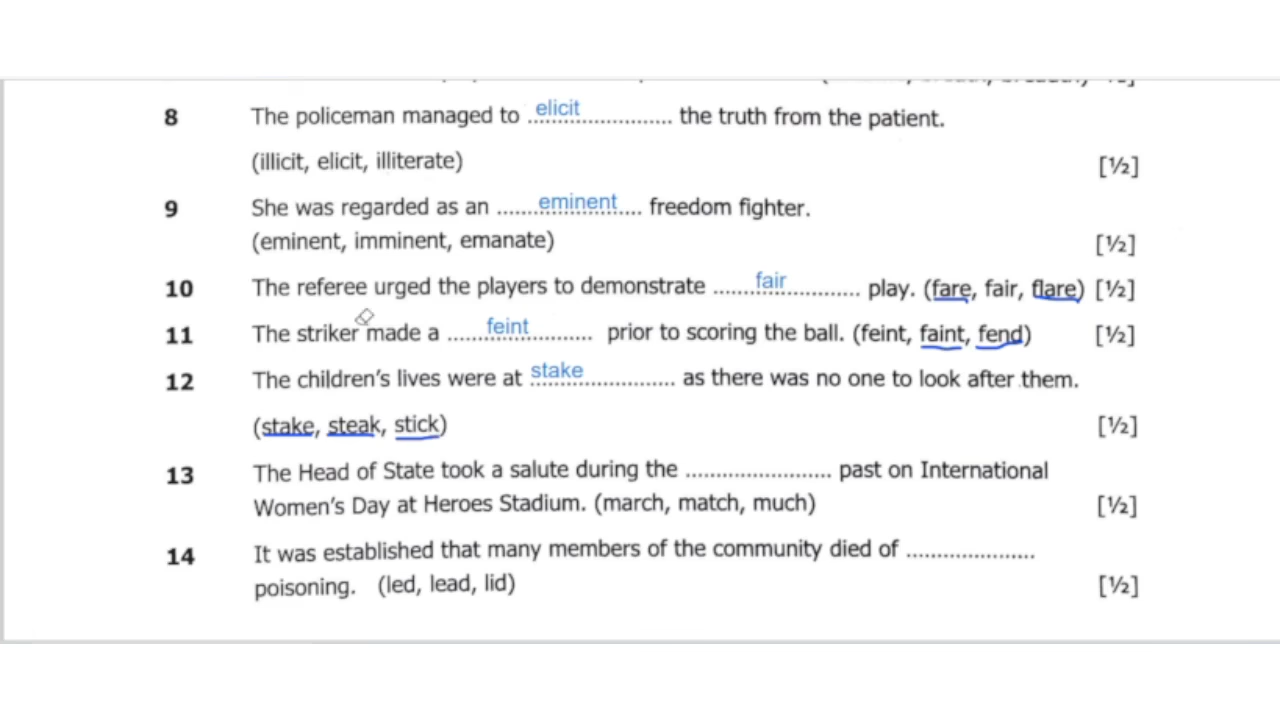 8 The policeman managed to elicit the truth from the patient.
(illicit, elicit, illiterate) [½]
9 She was regarded as an eminent freedom fighter.
(eminent, imminent, emanate) [½]
10 The referee urged the players to demonstrate fair play. (fare, fair, flare) [½]
11 The striker made a feint prior to scoring the ball. (feint, faint, fend) [½]
12 The children's lives were at stake as there was no one to look after them.
(stake, steak, stick) [½]
13 The Head of State took a salute during the ........................ past on International
Women's Day at Heroes Stadium. (march, match, much) [½]
14 It was established that many members of the community died of .....................
poisoning. (led, lead, lid) [½]